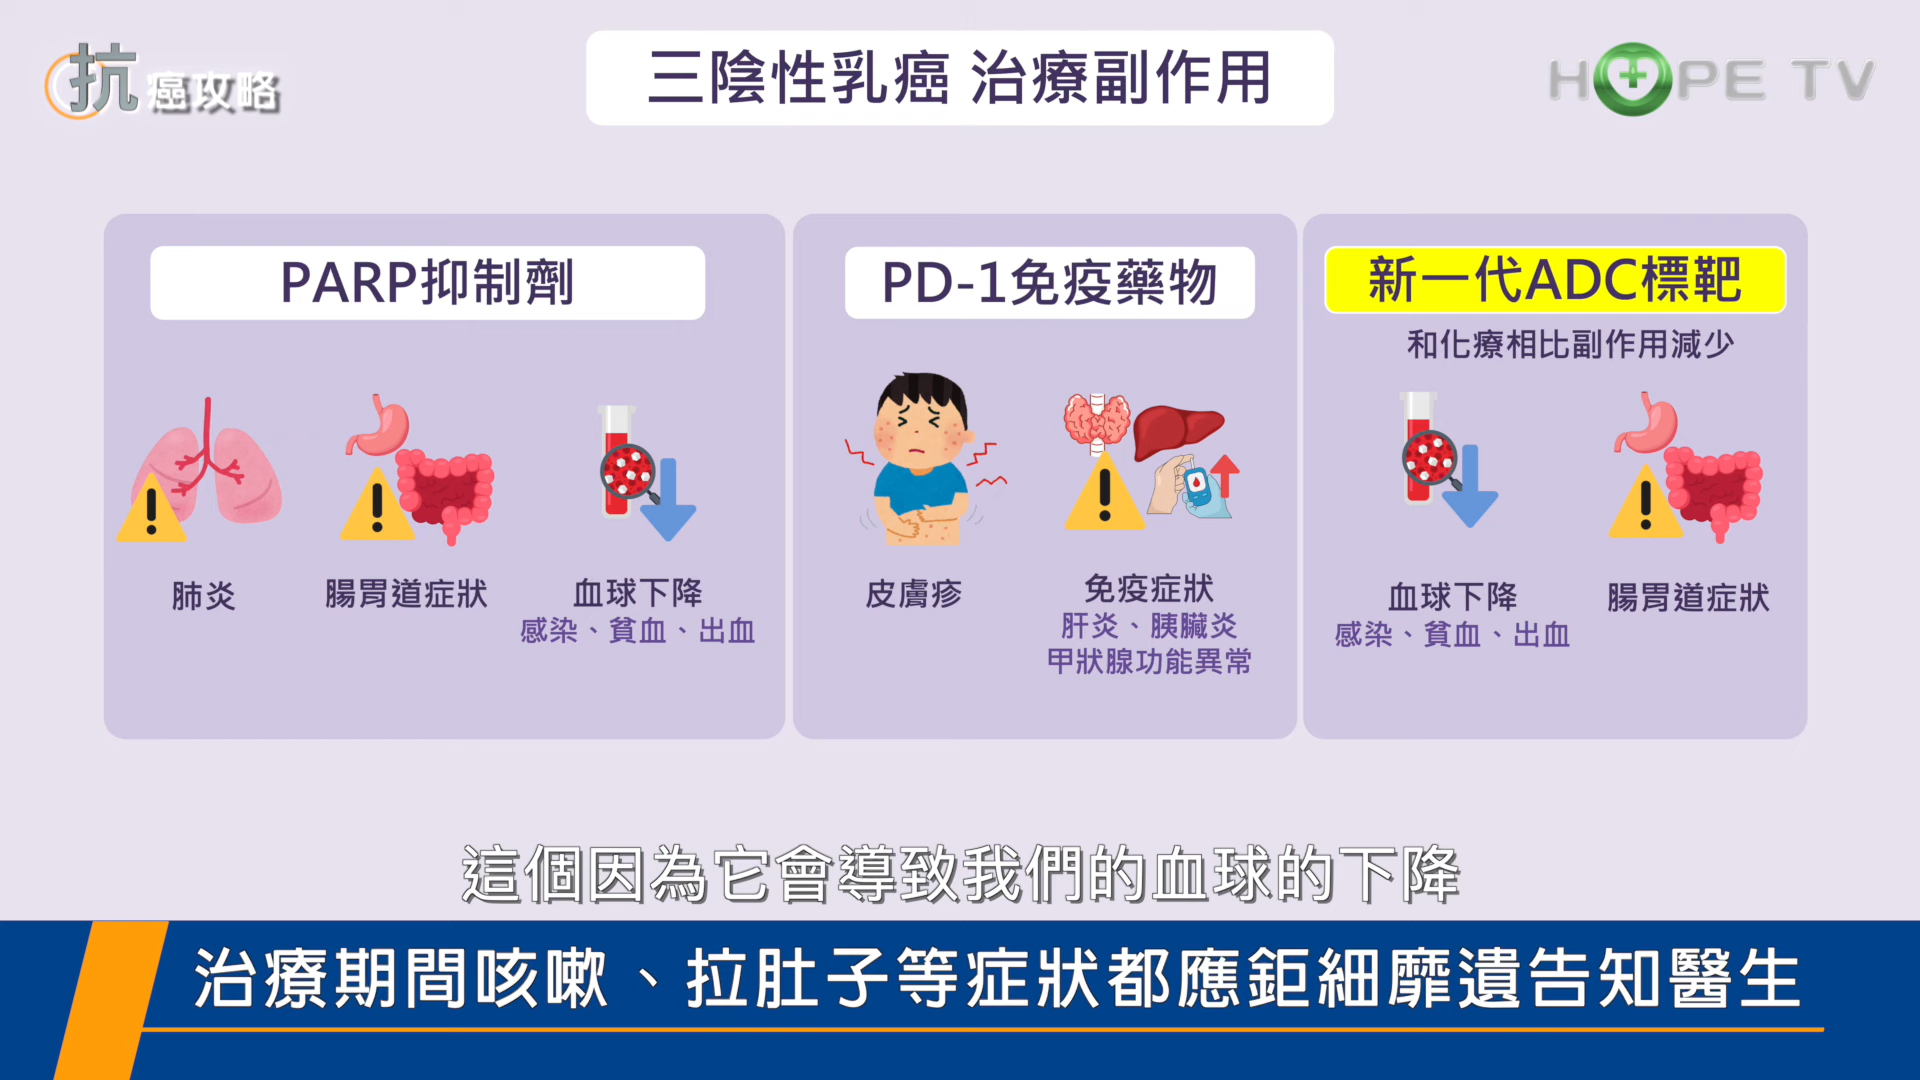 抗癌攻略
三陰性乳癌 治療副作用
HOPE TV
PARP抑制劑
肺炎
腸胃道症狀
血球下降
感染、貧血、出血
PD-1免疫藥物
皮膚疹
免疫症狀
肝炎、胰臟炎
甲狀腺功能異常
新一代ADC標靶
和化療相比副作用減少
血球下降
感染、貧血、出血
腸胃道症狀
這個因為它會導致我們的血球的下降
治療期間咳嗽、拉肚子等症狀都應鉅細靡遺告知醫生